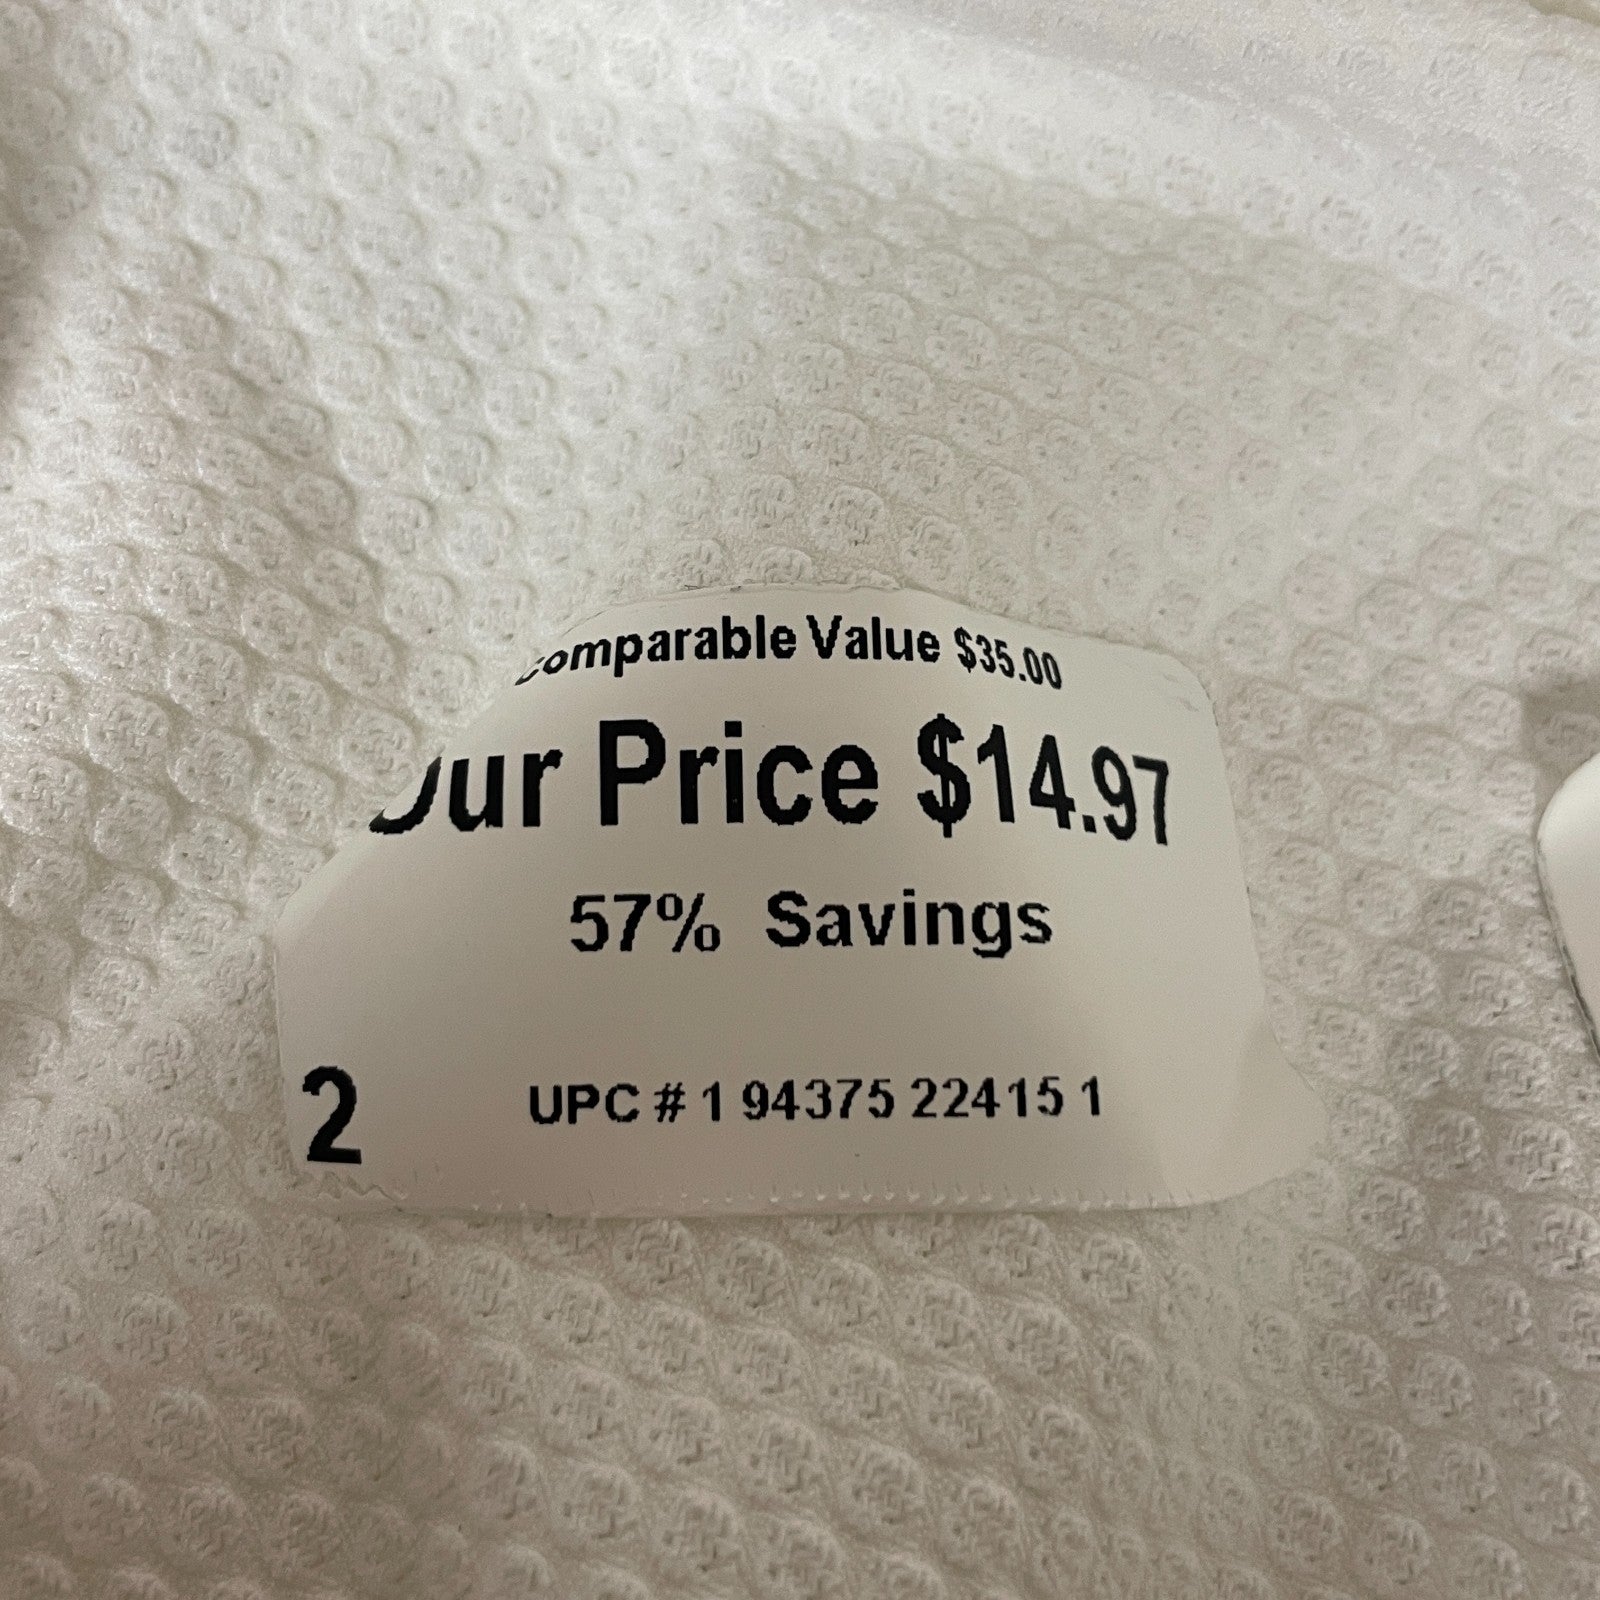 Comparable Value $35.00
Our Price $14.97
57% Savings
2
UPC # 1 94375 22415 1